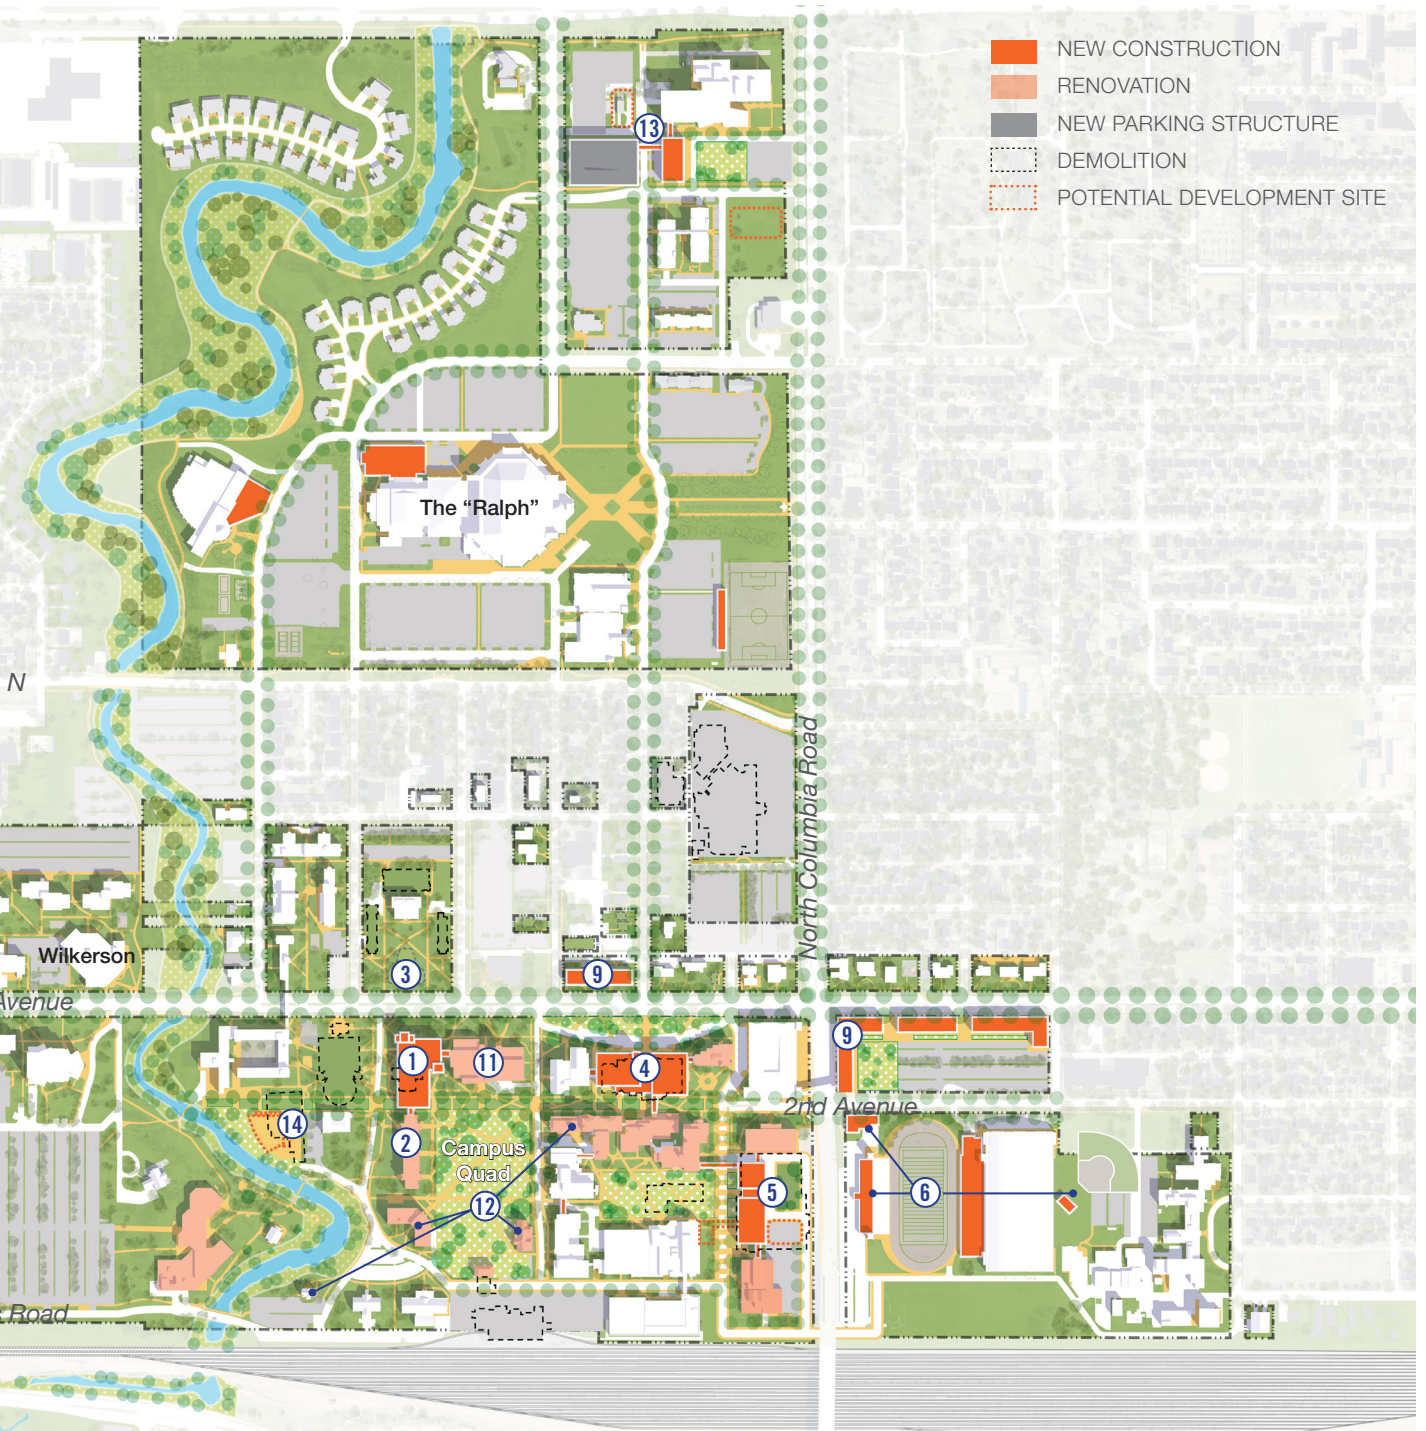 NEW CONSTRUCTION
RENOVATION
NEW PARKING STRUCTURE
DEMOLITION
POTENTIAL DEVELOPMENT SITE
13
The “Ralph”
N
North Columbia Road
Wilkerson
3
9
Avenue
9
1
11
4
2nd Avenue
14
2
Campus
Quad
12
5
6
Road